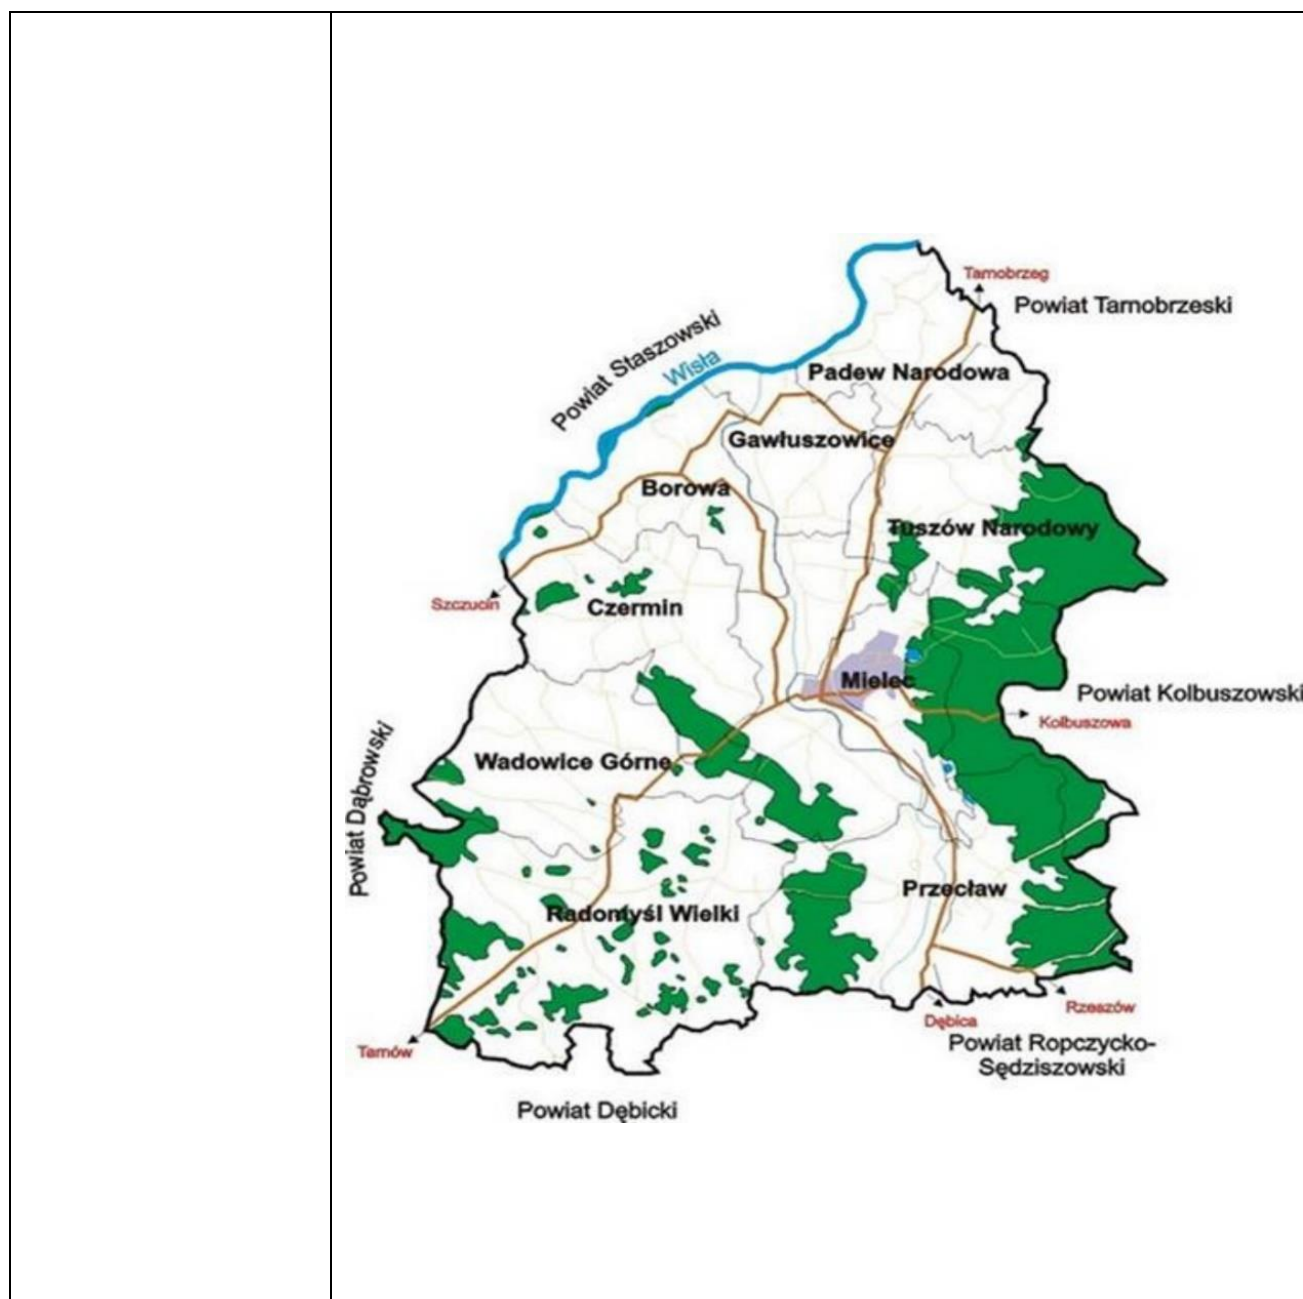 Tarnobrzeg
Powiat Tarnobrzeski
Powiat Staszowski
Wisła
Padew Narodowa
Gawłuszowice
Borowa
Tuszów Narodowy
Szczucin
Czermin
Mielec
Powiat Kolbuszowski
Kolbuszowa
Powiat Dąbrowski
Wadowice Górne
Przecław
Radomyśl Wielki
Rzeszów
Dębica
Tarnów
Powiat Ropczycko-
Sędziszowski
Powiat Dębicki